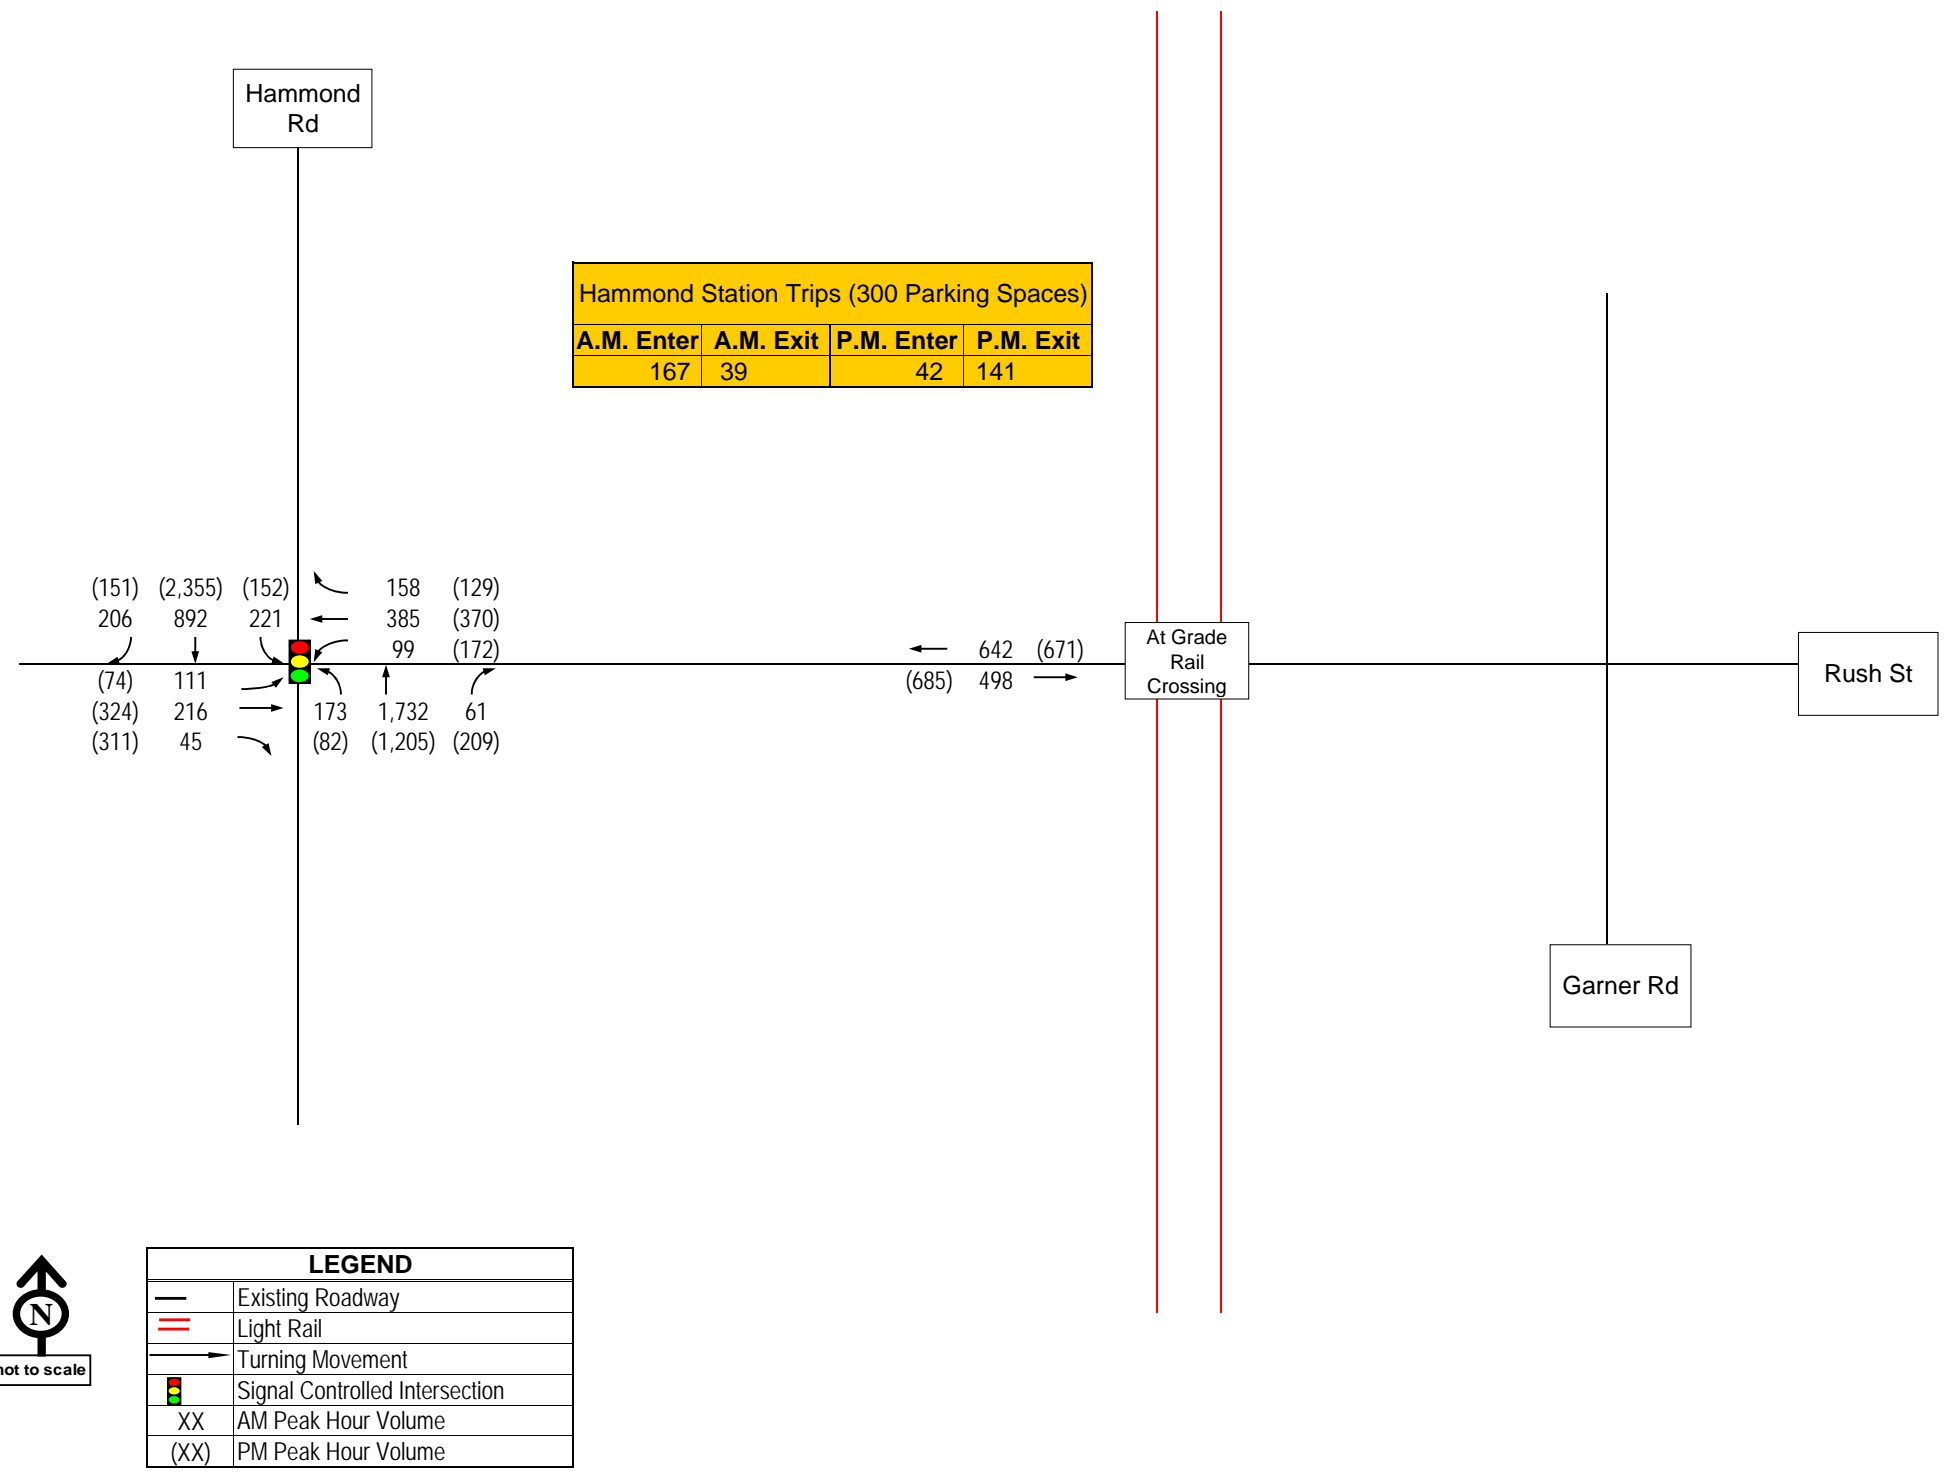 Hammond
Rd
Hammond Station Trips (300 Parking Spaces)
A.M. Enter A.M. Exit P.M. Enter P.M. Exit
167 39 42 141
(151) (2,355) (152) 158 (129)
206 892 221 385 (370)
99 (172)
(74) 111
(324) 216 173 1,732 61
(311) 45 (82) (1,205) (209)
642 (671)
(685) 498
At Grade
Rail
Crossing
Rush St
Garner Rd
N
not to scale
LEGEND
Existing Roadway
Light Rail
Turning Movement
Signal Controlled Intersection
XX AM Peak Hour Volume
(XX) PM Peak Hour Volume